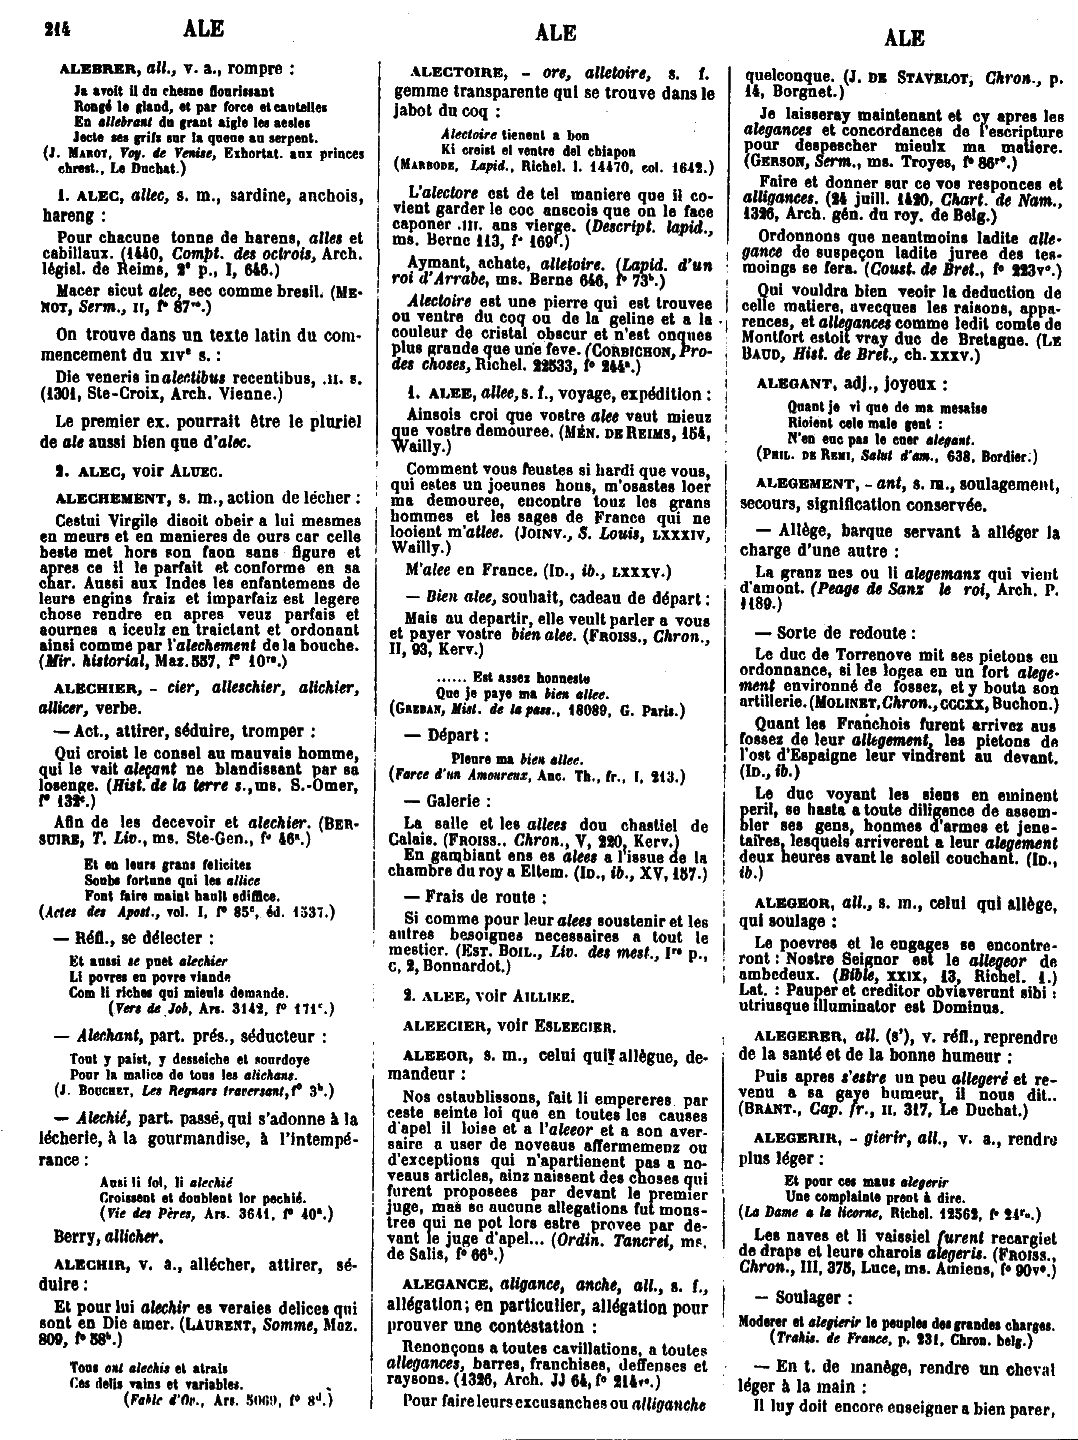 214 ALE ALE ALE
ALEBRER, all., v. a., rompre :
Ja avoit il du chesne flourissant
Rongé le gland, et par force et cautelles
En allebrant du grant aigle les aesles
Jecte ses grifs sur la queue au serpent.
(J. MAROT, Voy. de Venise, Exhortat. aux princes
chrest., Le Duchat.)
1. ALEC, allec, s. m., sardine, anchois,
hareng :
Pour chacune tonne de harens, alles et
cabillaux. (1440, Compt. des octrois, Arch.
législ. de Reims, 2e p., I, 646.)
Macer sicut alec, sec comme bresil. (ME-
NOT, Serm., II, fo 87vo.)
On trouve dans un texte latin du com-
mencement du XIVe s. :
Die veneris in alectibus recentibus, .II. s.
(1301, Ste-Croix, Arch. Vienne.)
Le premier ex. pourrait être le pluriel
de ale aussi bien que d'alec.
2. ALEC, voir ALUEC.
ALECHEMENT, s. m., action de lécher :
Cestui Virgile disoit obeir a lui mesmes
en meurs et en manieres de ours car celle
beste met hors son faon sans figure et
apres ce il le parfait et conforme en sa
char. Aussi aux Indes les enfantemens de
leurs engins fraiz et imparfaiz est legere
chose rendre en apres veuz parfais et
aournes a iceulz en traictant et ordonant
ainsi comme par l'alechement de la bouche.
(Mir. historial, Maz. 557, fo 10ro.)
ALECHIER, - cier, alleschier, alichier,
allicer, verbe.
— Act., attirer, séduire, tromper :
Qui croist le consel au mauvais homme,
qui le vait aleçant ne blandissant par sa
losenge. (Hist. de la terre s., ms. S.-Omer,
fo 132c.)
Afin de les decevoir et alechier. (BER-
SUIRE, T. Liv., ms. Ste-Gen., fo 46a.)
Et en leurs grans felicites
Soubs fortune qui les allice
Font faire maint hault edifice.
(Actes des Apost., vol. I, fo 85c, éd. 1537.)
— Réfl., se délecter :
Et aussi se puet alechier
Li povres en povre viande
Com li riches qui mieuls demande.
(Vers de Job, Ars. 3142, fo 171c.)
— Alechant, part. prés., séducteur :
Tout y paist, y desseiche et sourdoye
Pour la malice de tous les alichans.
(J. BOUCHET, Les Regnars traversant, fo 3b.)
— Alechié, part. passé, qui s'adonne à la
lécherie, à la gourmandise, à l'intempé-
rance :
Ausi li fol, li alechié
Croissent et doublent lor pechié.
(Vie des Pères, Ars. 3641, fo 40a.)
Berry, allicher.
ALECHIR, v. a., allécher, attirer, sé-
duire :
Et pour lui alechir es veraies delices qui
sont en Die amer. (LAURENT, Somme, Maz.
809, fo 58b.)
Tous ont alechis et atrais
Ces delis vains et variables.
(Fable d'Ov., Ars. 5069, fo 8d.)
ALECTOIRE, - ore, alletoire, s. f.
gemme transparente qui se trouve dans le
jabot du coq :
Alectoire tienent a bon
Ki croist el ventre del chiapon
(MARBODE, Lapid., Richel. l. 14470, col. 1642.)
L'alectore est de tel maniere que il co-
vient garder le coc anscois que on le face
caponer .III. ans vierge. (Descript. lapid.,
ms. Berne 113, fo 169f.)
Aymant, achate, alletoire. (Lapid. d'un
roi d'Arrabe, ms. Berne 646, fo 73b.)
Alectoire est une pierre qui est trouvee
ou ventre du coq ou de la geline et a la
couleur de cristal obscur et n'est onques
plus grande que une feve. (CORBICHON, Pro-
des choses, Richel. 22533, fo 244a.)
1. ALEE, allee, s. f., voyage, expédition :
Ainsois croi que vostre alee vaut mieuz
que vostre demouree. (MÉN. DE REIMS, 154,
Wailly.)
Comment vous feustes si hardi que vous,
qui estes un joeunes hons, m'osastes loer
ma demouree, encontre touz les grans
hommes et les sages de France qui ne
looient m'allee. (JOINV., S. Louis, LXXXIV,
Wailly.)
M'alee en France. (ID., ib., LXXXV.)
— Bien alee, souhait, cadeau de départ :
Mais au departir, elle veult parler a vous
et payer vostre bien alee. (FROISS., Chron.,
II, 93, Kerv.)
...... Est assez honneste
Que je paye ma bien allee.
(GREBAN, Mist. de la pass., 18089, G. Paris.)
— Départ :
Pleure ma bien allee.
(Farce d'un Amoureux, Anc. Th. fr., I, 213.)
— Galerie :
La salle et les allees dou chastiel de
Calais. (FROISS., Chron., V, 220, Kerv.)
En gambiant ens es alees a l'issue de la
chambre du roy a Eltem. (ID., ib., XV, 157.)
— Frais de route :
Si comme pour leur alees soustenir et les
autres besoignes necessaires a tout le
mestier. (EST. BOIL., Liv. des mest., Ire p.,
C, 2, Bonnardot.)
2. ALEE, voir AILLIEE.
ALEECIER, voir ESLEECIER.
ALEEOR, s. m., celui qui allègue, de-
mandeur :
Nos establissons, fait li empereres par
ceste seinte loi que en toutes les causes
d'apel il loise et a l'aleeor et a son aver-
saire a user de noveaus affermemenz ou
d'exceptions qui n'apartienent pas a no-
veaus articles, ainz naissent des choses qui
furent proposees par devant le premier
juge, mais se aucune allegations fut mons-
tree qui ne pot lors estre provee par de-
vant le juge d'apel... (Ordin. Tancrei, ms.
de Salis, fo 66b.)
ALEGANCE, aligance, anche, all., s. f.,
allégation; en particulier, allégation pour
prouver une contestation :
Renonçons a toutes cavillations, a toutes
allegances, barres, franchises, deffenses et
raysons. (1326, Arch. JJ 64, fo 214vo.)
Pour faire leurs excusanches ou alliganche
quelconque. (J. DE STAVELOT, Chron., p.
14, Borgnet.)
Je laisseray maintenant et cy apres les
alegances et concordances de l'escripture
pour despescher mieulx ma matiere.
(GERSON, Serm., ms. Troyes, fo 86ro.)
Faire et donner sur ce vos responces et
alligances. (24 juill. 1420, Chart. de Nam.,
1326, Arch. gén. du roy. de Belg.)
Ordonnons que neantmoins ladite alle-
gance de suspeçon ladite juree des tes-
moings se fera. (Coust. de Bret., fo 223vo.)
Qui vouldra bien veoir la deduction de
celle matiere, avecques les raisons, appa-
rences, et allegances comme ledit comte de
Montfort estoit vray duc de Bretagne. (LE
BAUD, Hist. de Bret., ch. XXXV.)
ALEGANT, adj., joyeux :
Quant je vi que de ma mesaise
Rioient cele male gent :
N'en euc pas le cuer alegant.
(PHIL. DE REMI, Salut d'am., 638, Bordier.)
ALEGEMENT, - ant, s. m., soulagement,
secours, signification conservée.
— Allège, barque servant à alléger la
charge d'une autre :
La granz nes ou li alegemanz qui vient
d'amont. (Peage de Sanz le roi, Arch. P.
1189.)
— Sorte de redoute :
Le duc de Torrenove mit ses pietons en
ordonnance, si les logea en un fort alege-
ment environné de fossez, et y bouta son
artillerie. (MOLINET, Chron., CCCXX, Buchon.)
Quant les Franchois furent arrivez aus
fossez de leur allegement, les pietons de
l'ost d'Espaigne leur vindrent au devant.
(ID., ib.)
Le duc voyant les siens en eminent
peril, se hasta a toute diligence de assem-
bler ses gens, honmes d'armes et jene-
taires, lesquels arriverent a leur alegement
deux heures avant le soleil couchant. (ID.,
ib.)
ALEGEOR, all., s. m., celui qui allège,
qui soulage :
Le poevres et le engages se encontre-
ront : Nostre Seignor est le allegeor de
ambedeux. (Bible, XXIX, 13, Richel. 1.)
Lat. : Pauper et creditor obviaverunt sibi :
utriusque illuminator est Dominus.
ALEGERER, all. (s'), v. réfl., reprendre
de la santé et de la bonne humeur :
Puis apres s'estre un peu allegeré et re-
venu a sa gaye humeur, il nous dit..
(BRANT., Cap. fr., II, 317, Le Duchat.)
ALEGERIR, - gierir, all., v. a., rendre
plus léger :
Et pour ces maus alegerir
Une complainte prent à dire.
(La Dame a la licorne, Richel. 12562, fo 24ro.)
Les naves et li vaissiel furent recargiet
de draps et leurs charois alegeris. (FROISS.,
Chron., III, 375, Luce, ms. Amiens, fo 90vo.)
— Soulager :
Moderer et alegierir le peuples des grandes charges.
(Trahis. de France, p. 231, Chron. belg.)
— En t. de manège, rendre un cheval
léger à la main :
Il luy doit encore enseigner a bien parer,